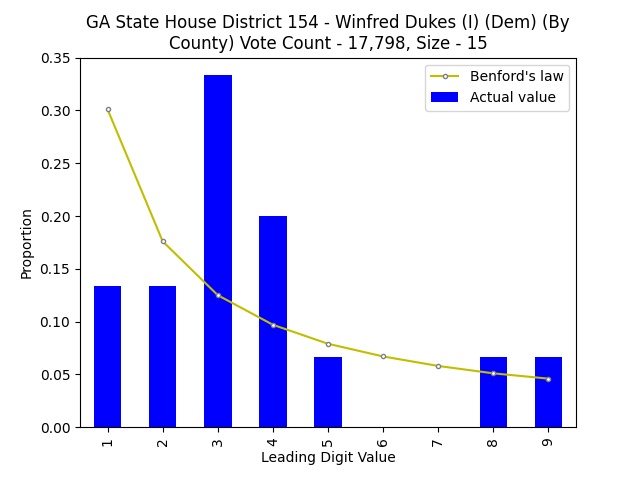 GA State House District 154 - Winfred Dukes (I) (Dem) (By
County) Vote Count - 17,798, Size - 15
Benford's law
Actual value
Proportion
0.35
0.30
0.25
0.20
0.15
0.10
0.05
0.00
1 2 3 4 5 6 7 8 9
Leading Digit Value